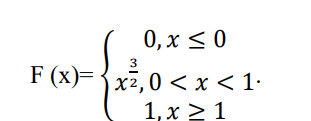 0, x ≤ 0
F (x)= { x^{3/2}, 0 < x < 1.
1, x ≥ 1